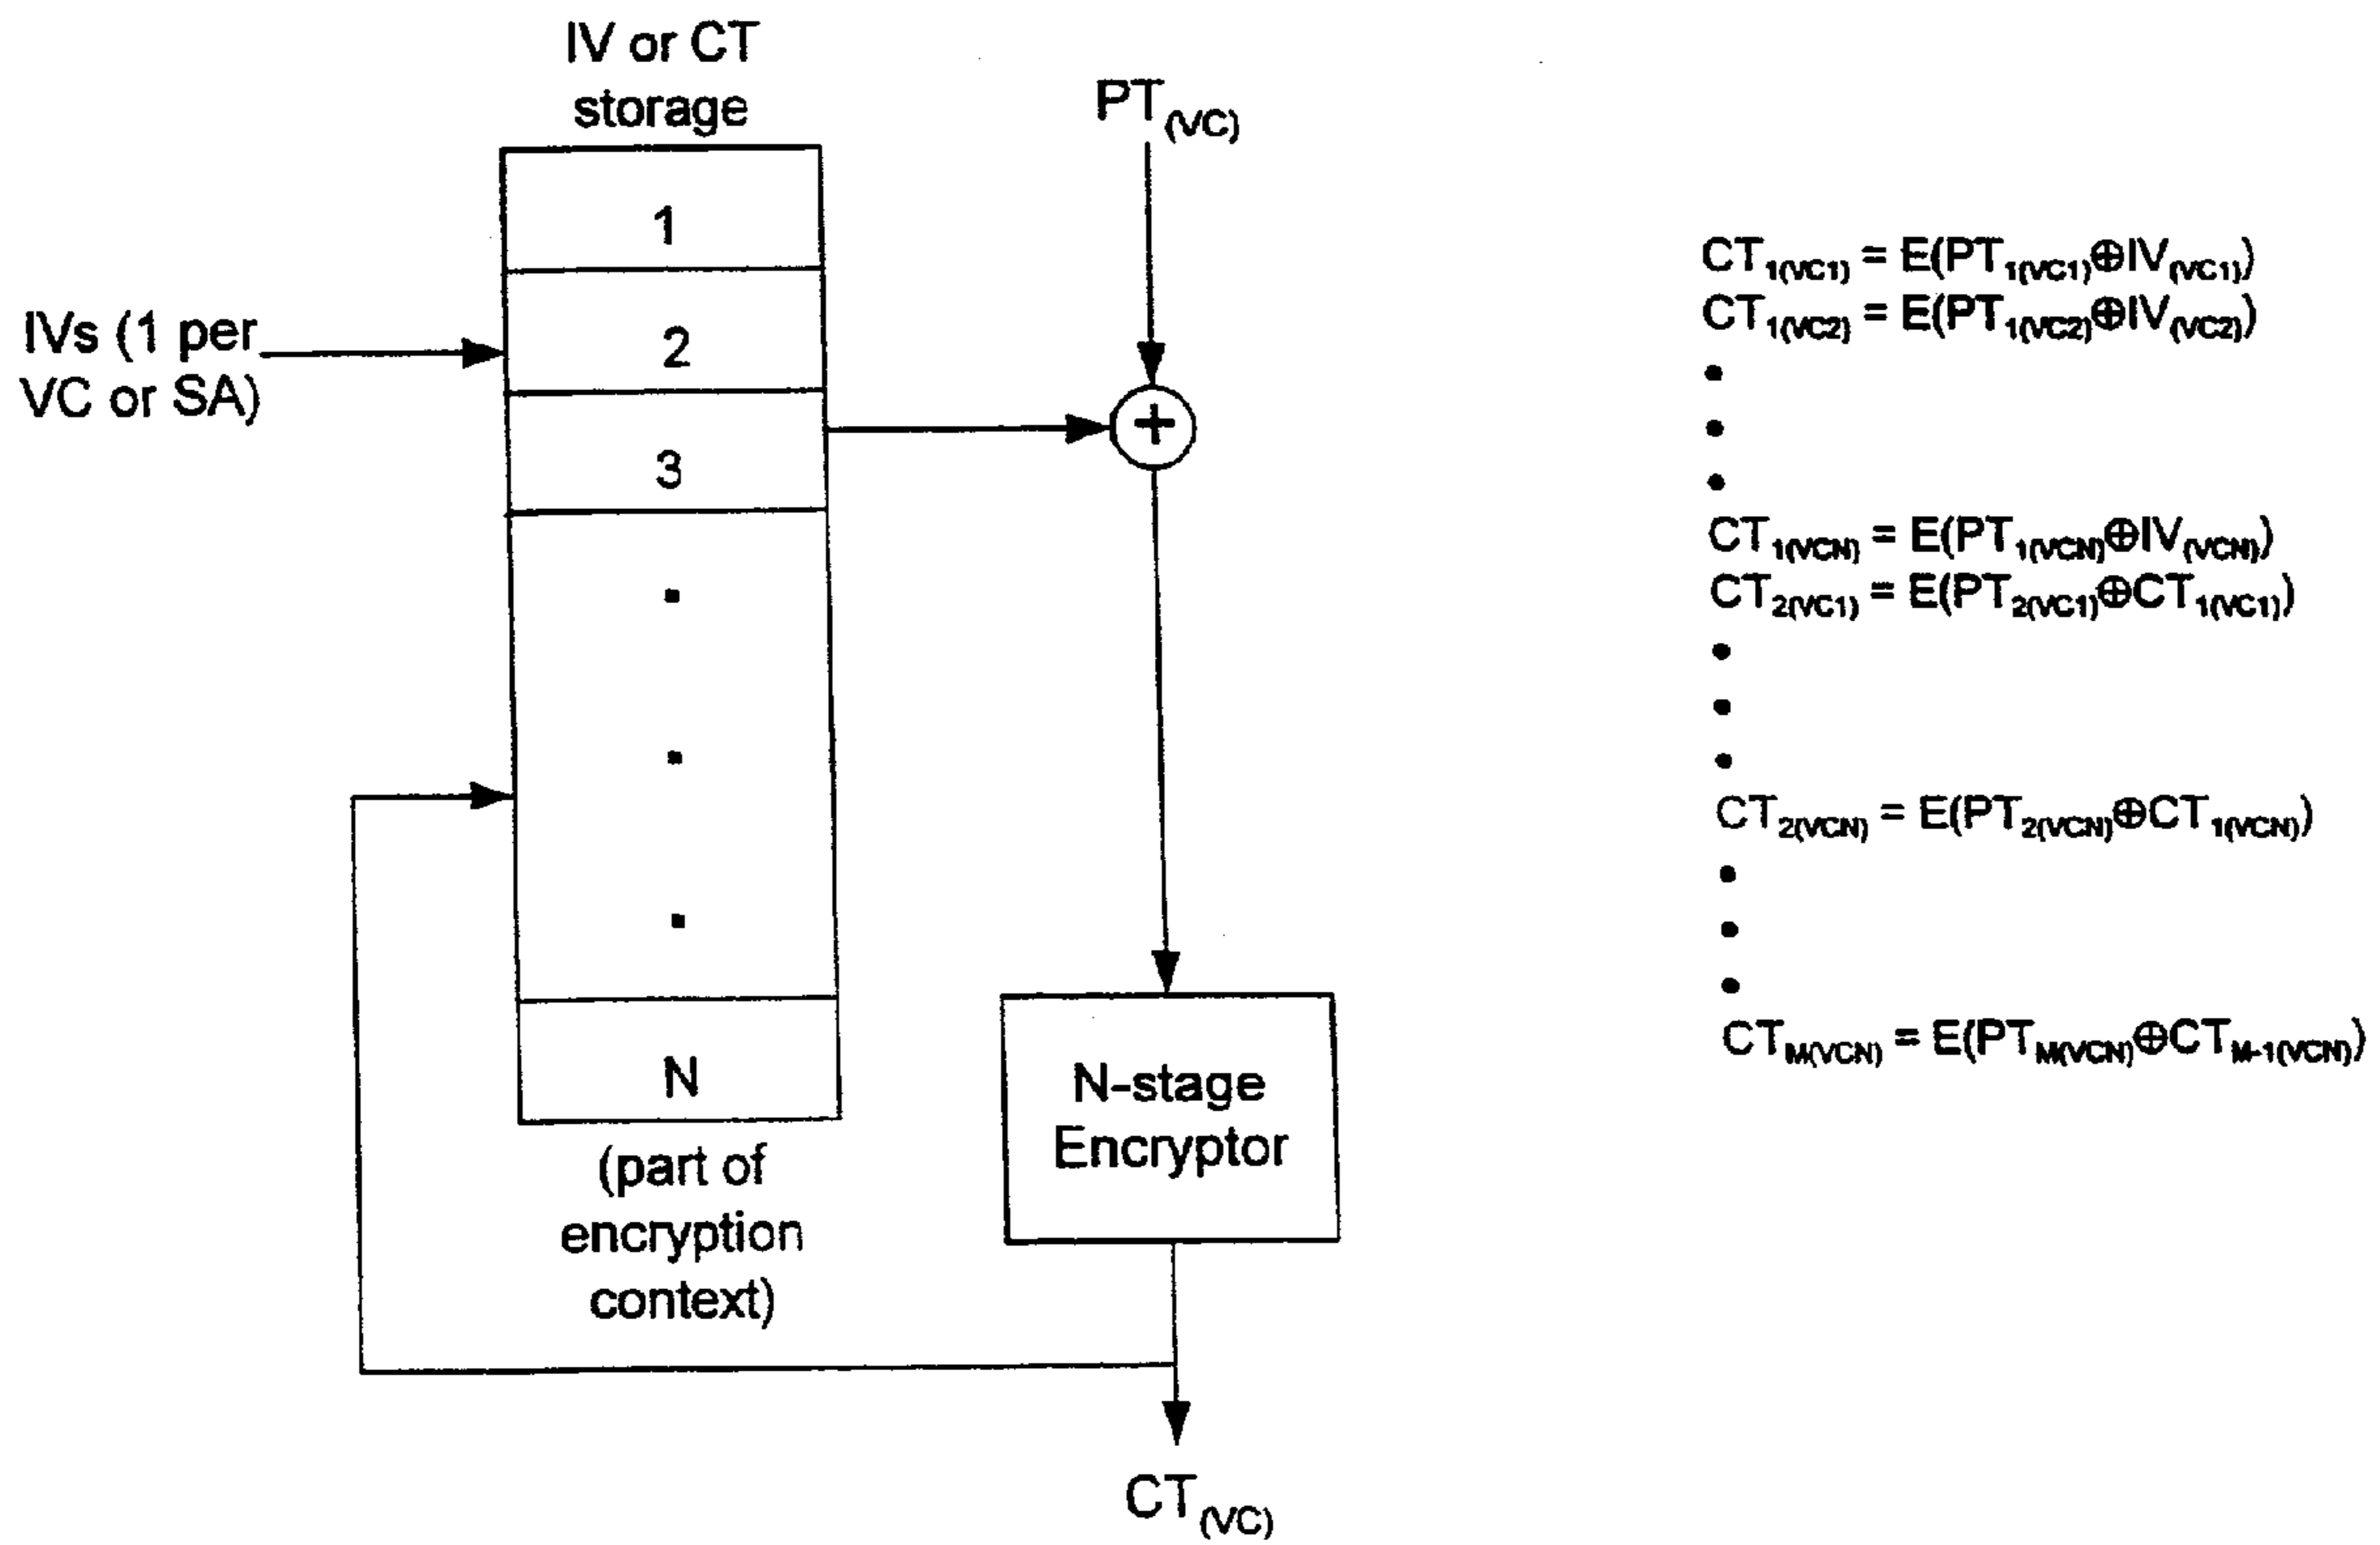 IV or CT
storage
PT(VC)
1
2
3
N
IVs (1 per
VC or SA)
+
N-stage
Encryptor
(part of
encryption
context)
CT(VC)
CT1(VC1) = E(PT1(VC1)⊕IV(VC1))
CT1(VC2) = E(PT1(VC2)⊕IV(VC2))
CT1(VCN) = E(PT1(VCN)⊕IV(VCN))
CT2(VC1) = E(PT2(VC1)⊕CT1(VC1))
CT2(VCN) = E(PT2(VCN)⊕CT1(VCN))
CTM(VCN) = E(PTM(VCN)⊕CTM-1(VCN))